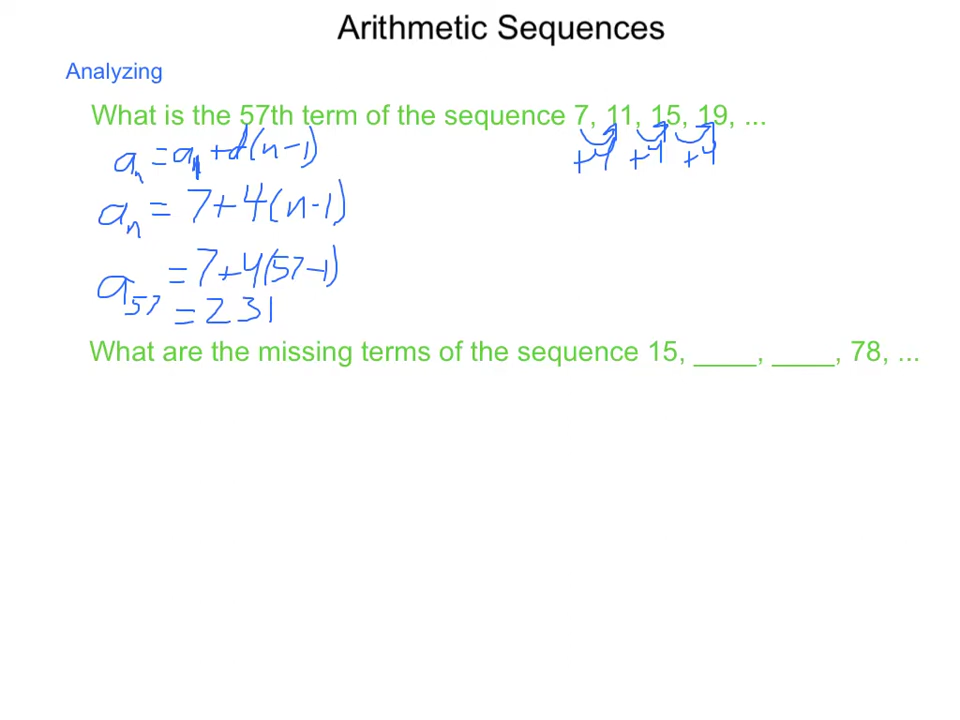 Arithmetic Sequences
Analyzing
What is the 57th term of the sequence 7, 11, 15, 19, ...
+4 +4 +4
aₙ = a₁ + d(n-1)
aₙ = 7+4(n-1)
a₅₇ = 7+4(57-1)
= 231
What are the missing terms of the sequence 15, ____, ____, 78, ...